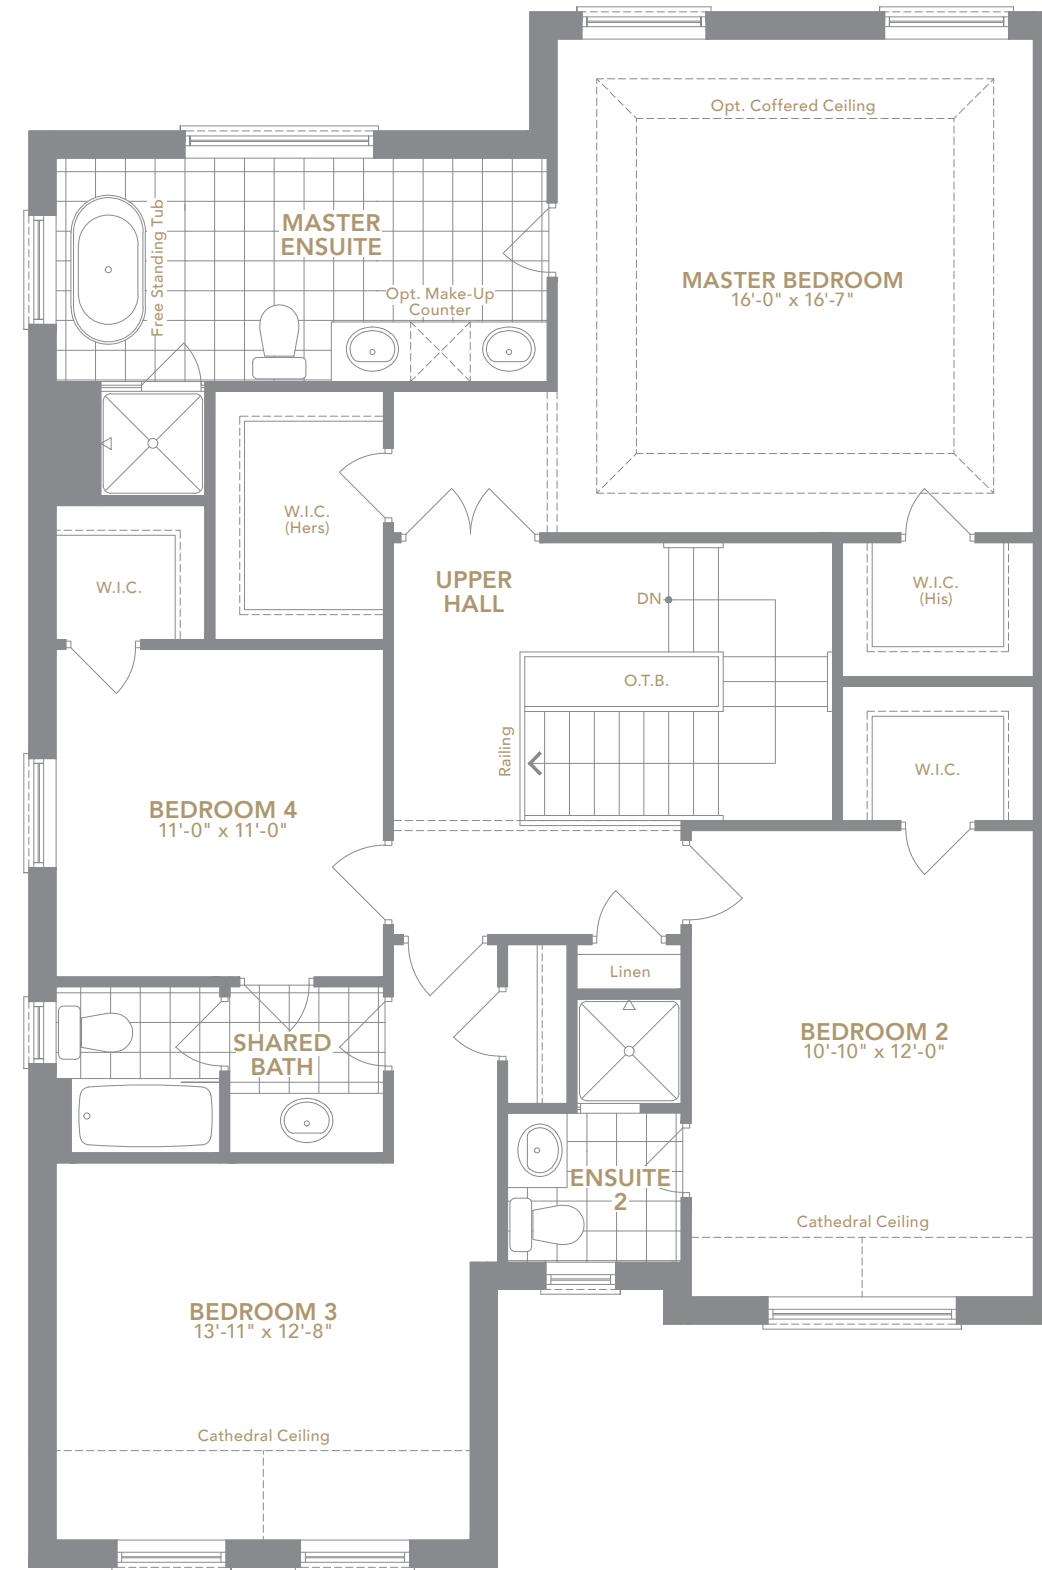 Opt. Coffered Ceiling
MASTER
ENSUITE
Free Standing Tub
MASTER BEDROOM
16'-0" x 16'-7"
Opt. Make-Up
Counter
W.I.C.
(Hers)
W.I.C.
UPPER
HALL
DN
W.I.C.
(His)
O.T.B.
Railing
W.I.C.
BEDROOM 4
11'-0" x 11'-0"
Linen
SHARED
BATH
BEDROOM 2
10'-10" x 12'-0"
ENSUITE
2
Cathedral Ceiling
BEDROOM 3
13'-11" x 12'-8"
Cathedral Ceiling